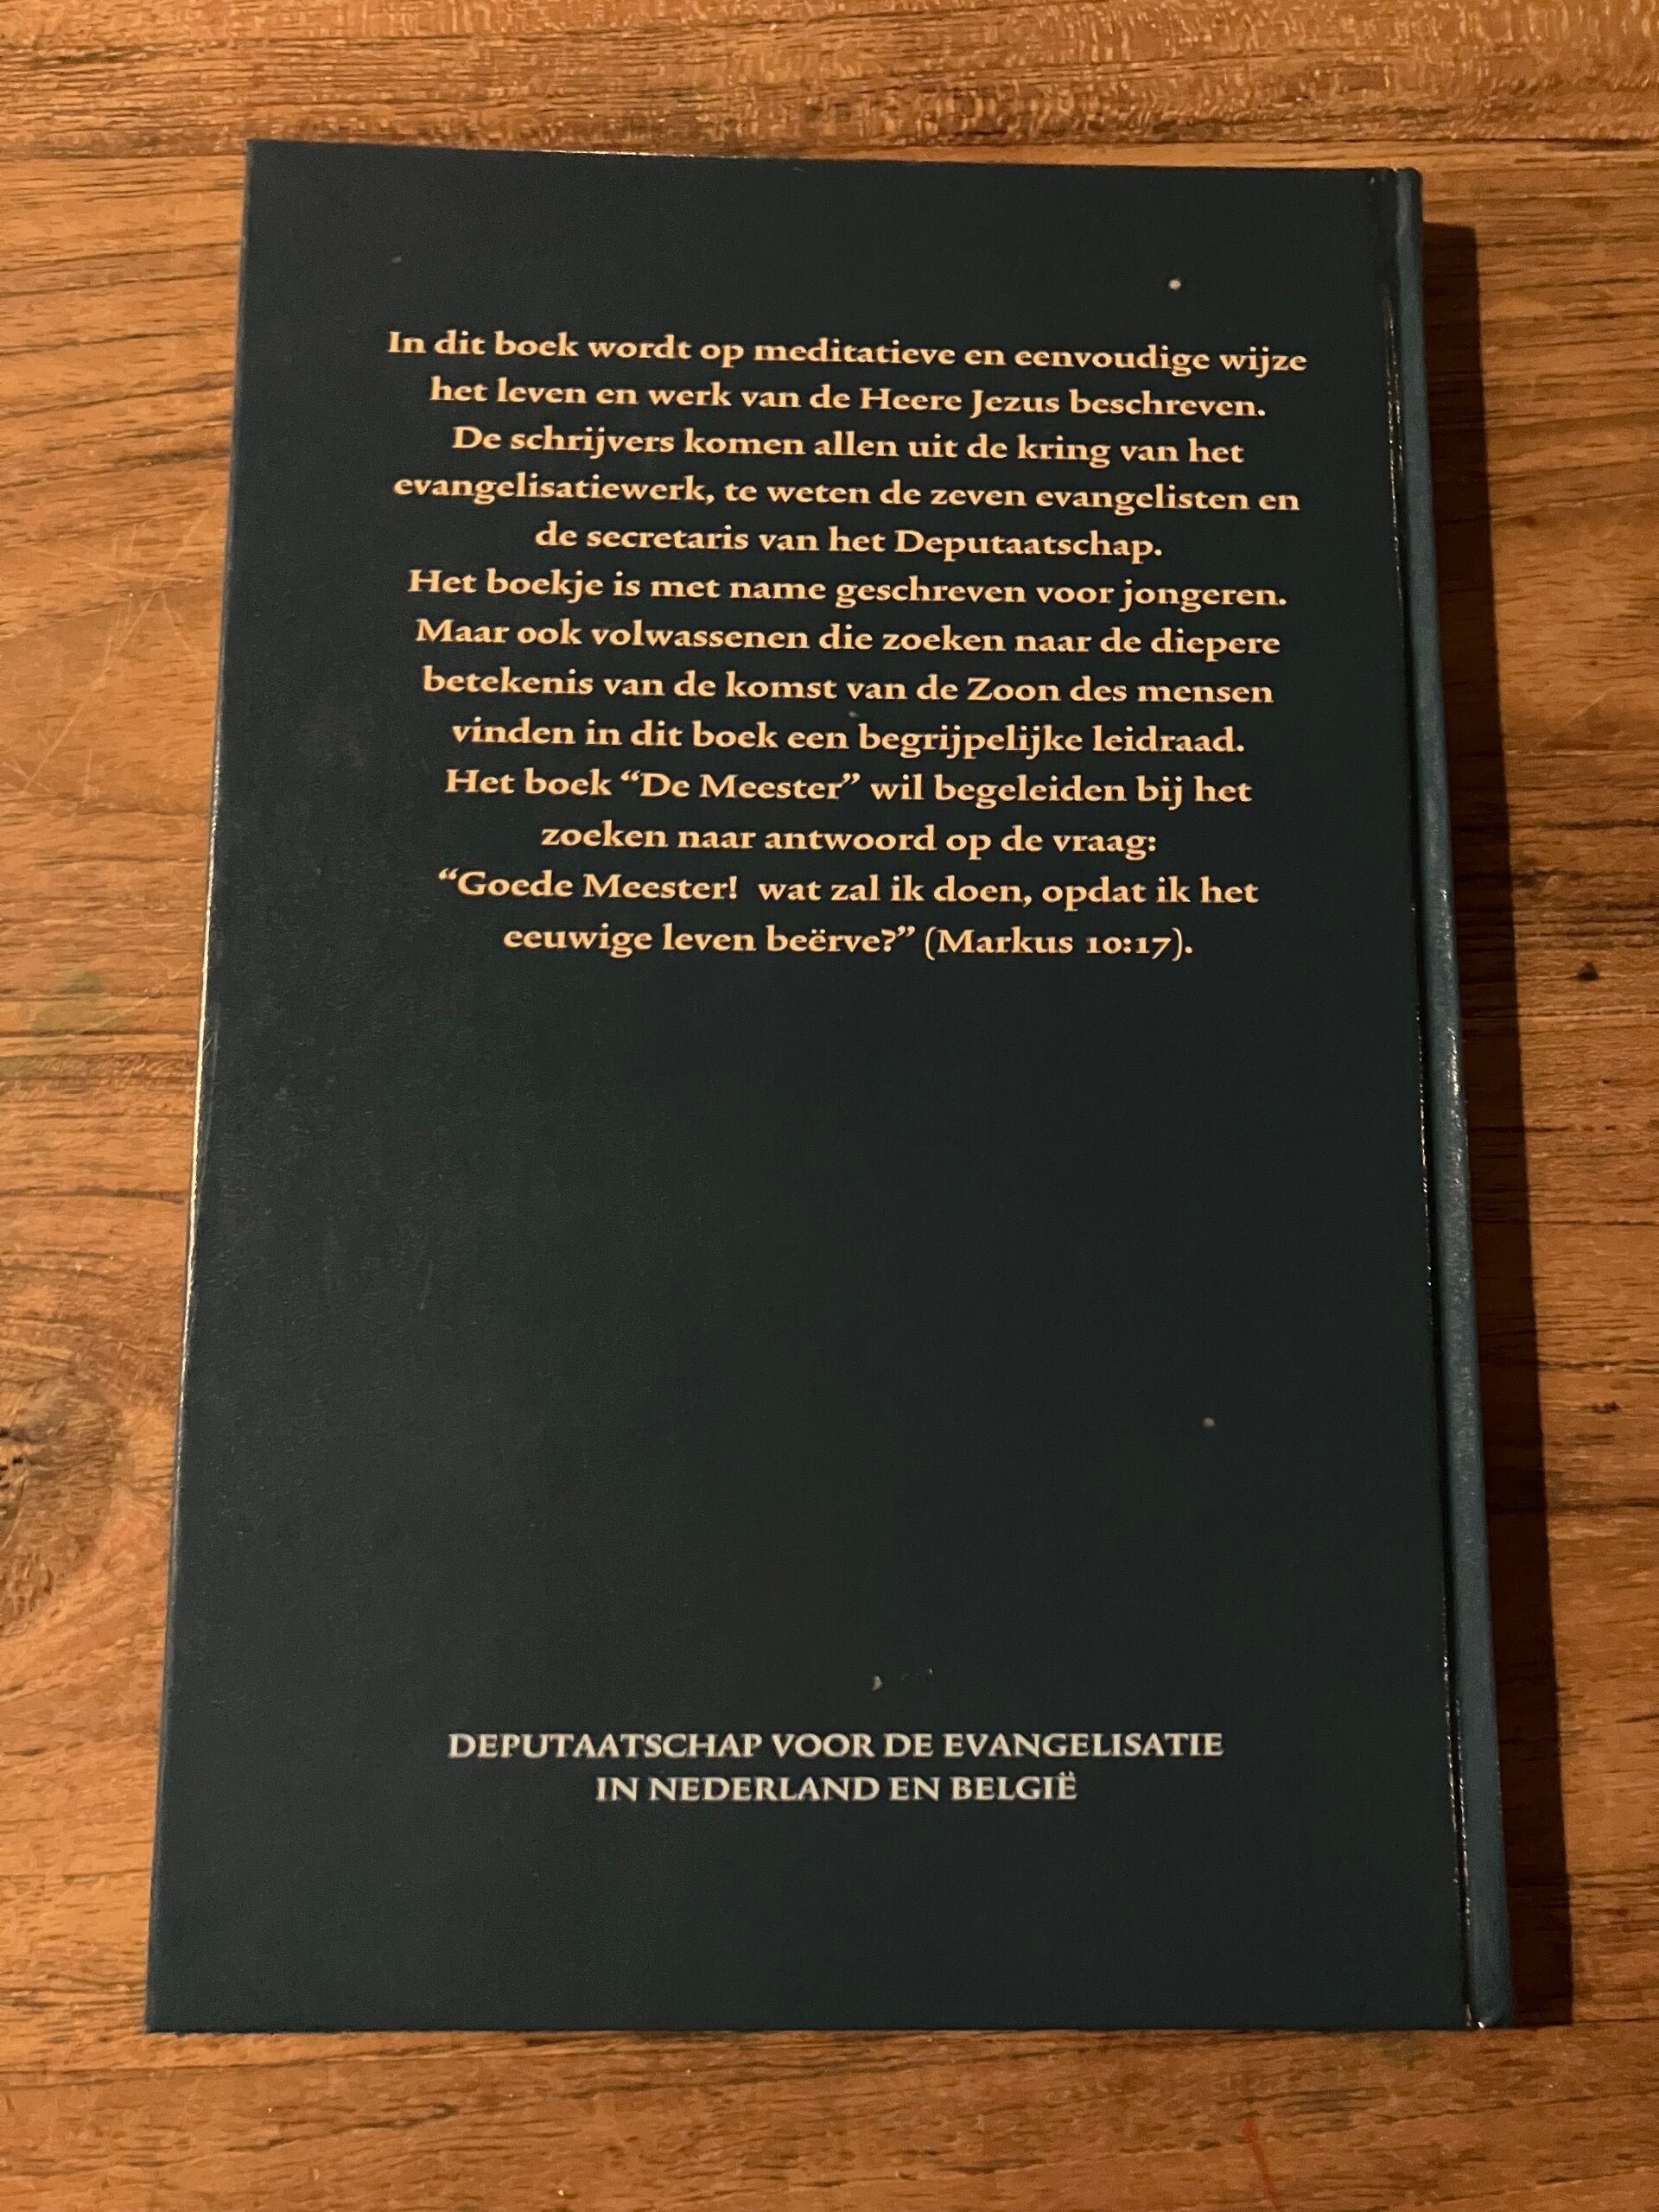 In dit boek wordt op meditatieve en eenvoudige wijze
het leven en werk van de Heere Jezus beschreven.
De schrijvers komen allen uit de kring van het
evangelisatiewerk, te weten de zeven evangelisten en
de secretaris van het Deputaatschap.
Het boekje is met name geschreven voor jongeren.
Maar ook volwassenen die zoeken naar de diepere
betekenis van de komst van de Zoon des mensen
vinden in dit boek een begrijpelijke leidraad.
Het boek “De Meester” wil begeleiden bij het
zoeken naar antwoord op de vraag:
“Goede Meester!  wat zal ik doen, opdat ik het
eeuwige leven beërve?” (Markus 10:17).
DEPUTAATSCHAP VOOR DE EVANGELISATIE
IN NEDERLAND EN BELGIË